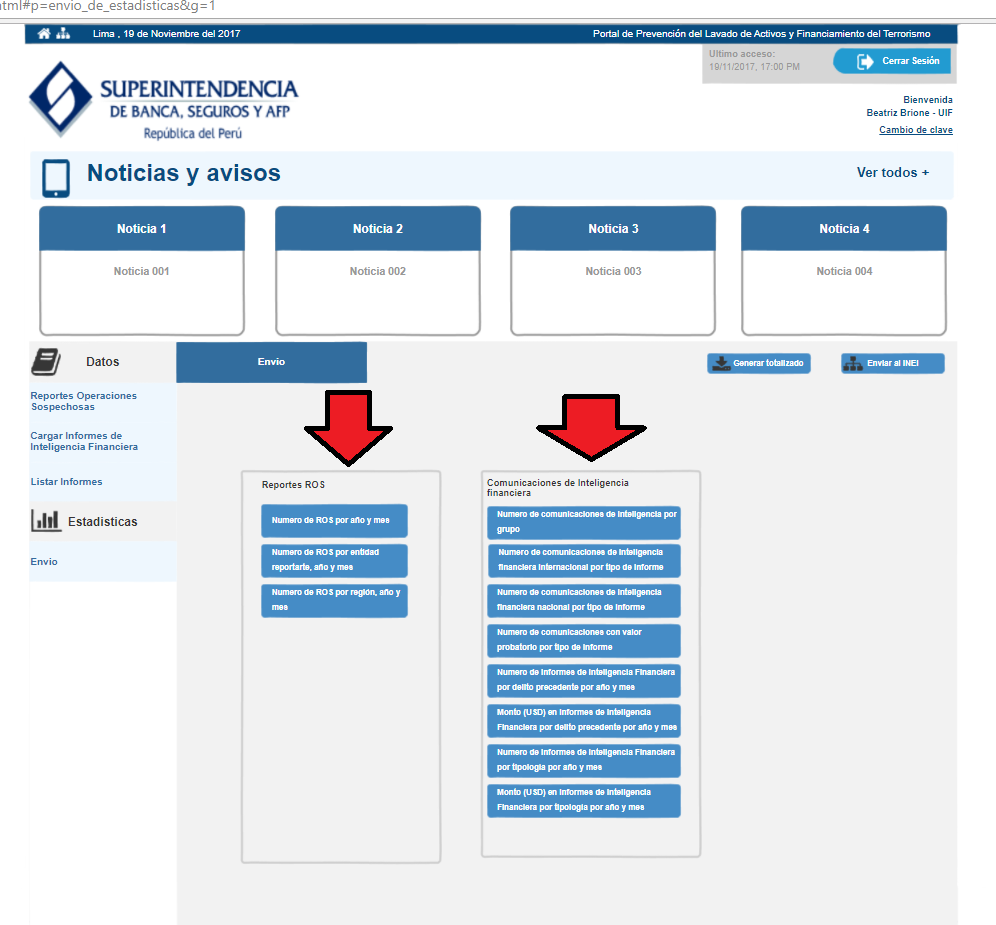 html#p=envio_de_estadisticas&g=1
Lima , 19 de Noviembre del 2017
Portal de Prevención del Lavado de Activos y Financiamiento del Terrorismo
Ultimo acceso:
19/11/2017, 17:00 PM
Cerrar Sesión
SUPERINTENDENCIA
DE BANCA, SEGUROS Y AFP
República del Perú
Bienvenida
Beatriz Brione - UIF
Cambio de clave
Noticias y avisos
Ver todos +
Noticia 1
Noticia 2
Noticia 3
Noticia 4
Noticia 001
Noticia 002
Noticia 003
Noticia 004
Datos
Envio
Generar totalizado
Enviar al INEI
Reportes Operaciones
Sospechosas
Cargar Informes de
Inteligencia Financiera
Listar Informes
Estadisticas
Envio
Reportes ROS
Numero de ROS por año y mes
Numero de ROS por entidad
reportarte, año y mes
Numero de ROS por región, año y
mes
Comunicaciones de Inteligencia
financiera
Numero de comunicaciones de Inteligencia por
grupo
Numero de comunicaciones de Inteligencia
financiera Internacional por tipo de Informe
Numero de comunicaciones de Inteligencia
financiera nacional por tipo de Informe
Numero de comunicaciones con valor
probatorio por tipo de Informe
Numero de Informes de Inteligencia Financiera
por delito precedente por año y mes
Monto (USD) en Informes de Inteligencia
Financiera por delito precedente por año y mes
Numero de Informes de Inteligencia Financiera
por tipologia por año y mes
Monto (USD) en Informes de Inteligencia
Financiera por tipologia por año y mes